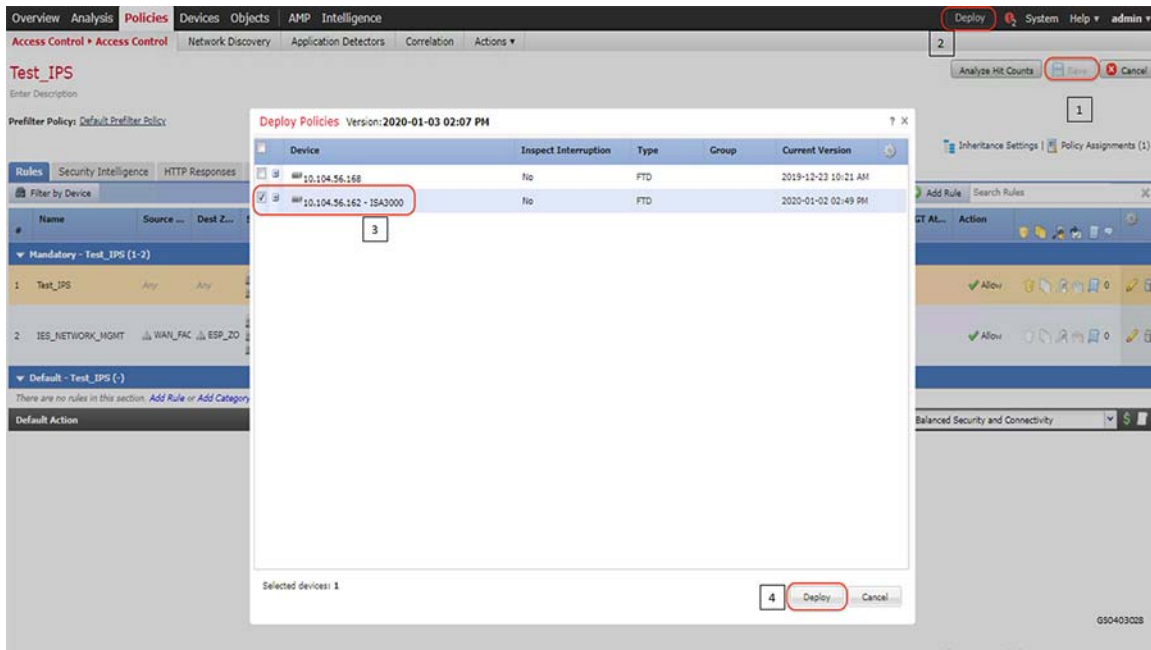 Overview Analysis Policies Devices Objects AMP Intelligence Deploy System Help admin
Access Control Access Control Network Discovery Application Detectors Correlation Actions
2
Test_IPS
Analyze Hit Counts Save Cancel
Enter Description
1
Prefilter Policy: Default Prefilter Policy
Inheritance Settings | Policy Assignments (1)
Deploy Policies Version:2020-01-03 02:07 PM ? X
Device Inspect Interruption Type Group Current Version
10.104.56.168 No FTD 2019-12-23 10:21 AM
10.104.56.162 - ISA3000 No FTD 2020-01-02 02:49 PM
3
Rules Security Intelligence HTTP Responses
Filter by Device
Add Rule Search Rules X
# Name Source ... Dest Z... GT At... Action
Mandatory - Test_IPS (1-2)
1 Test_IPS Any Any Allow 0
2 IES_NETWORK_MGMT WAN_FAC ESP_ZO Allow 0
Default - Test_IPS (-)
There are no rules in this section. Add Rule or Add Category
Default Action Balanced Security and Connectivity $
Selected devices: 1
4 Deploy Cancel
GS0403028